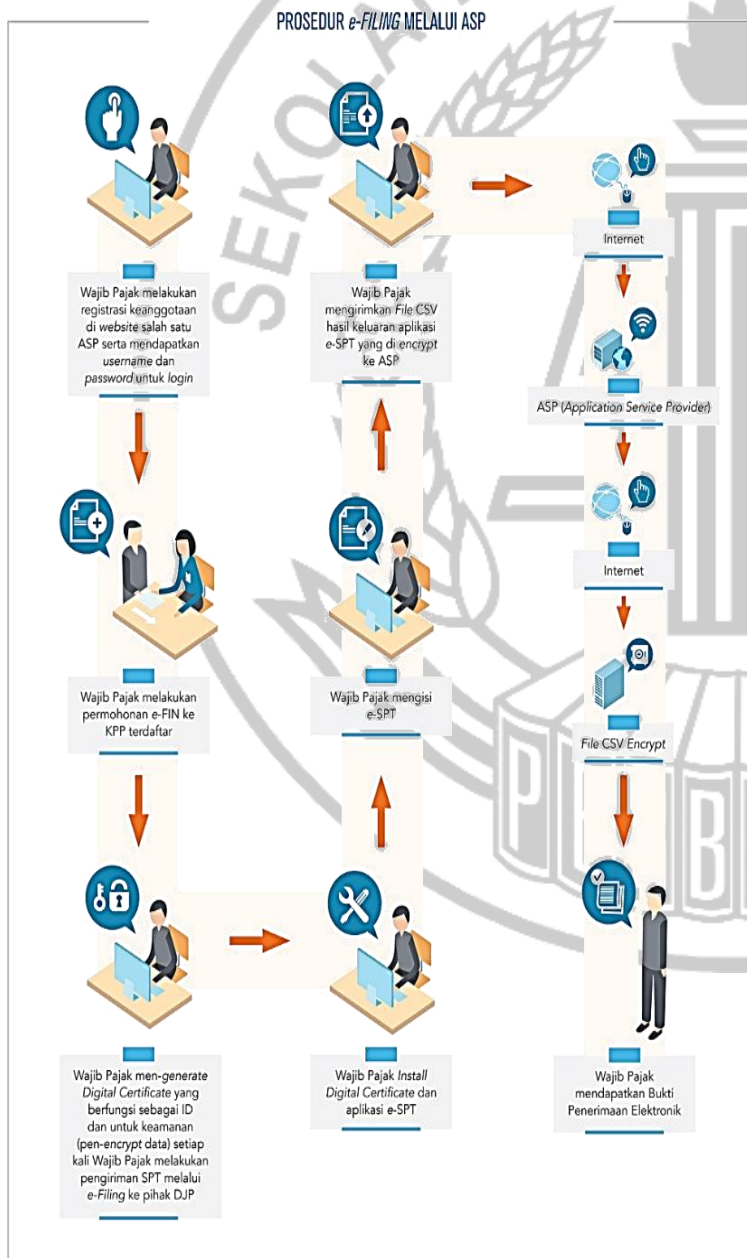 PROSEDUR e-FILING MELALUI ASP
Wajib Pajak melakukan
registrasi keanggotaan
di website salah satu
ASP serta mendapatkan
username dan
password untuk login
Wajib Pajak melakukan
permohonan e-FIN ke
KPP terdaftar
Wajib Pajak men-generate
Digital Certificate yang
berfungsi sebagai ID
dan untuk keamanan
(pen-encrypt data) setiap
kali Wajib Pajak melakukan
pengiriman SPT melalui
e-Filing ke pihak DJP
Wajib Pajak Install
Digital Certificate dan
aplikasi e-SPT
Wajib Pajak mengisi
e-SPT
Wajib Pajak
mengirimkan File CSV
hasil keluaran aplikasi
e-SPT yang di encrypt
ke ASP
Internet
ASP (Application Service Provider)
Internet
File CSV Encrypt
Wajib Pajak
mendapatkan Bukti
Penerimaan Elektronik